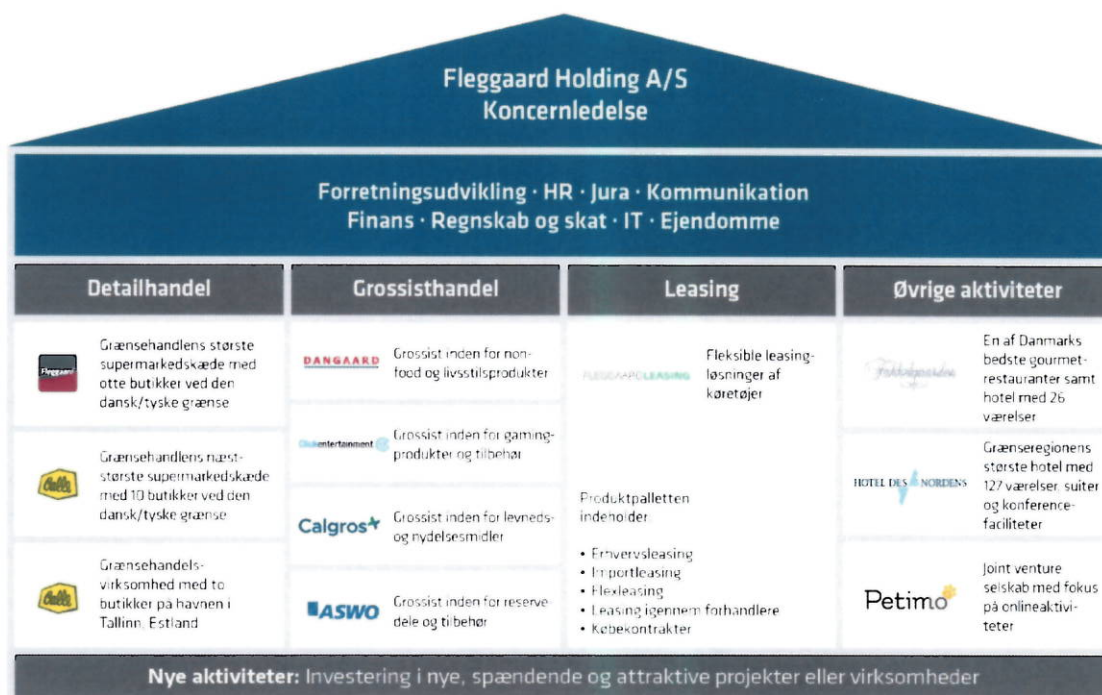 Fleggaard Holding A/S
Koncernledelse
Forretningsudvikling · HR · Jura · Kommunikation
Finans · Regnskab og skat · IT · Ejendomme
Detailhandel
Fleggaard
Grænsehandlens største
supermarkedskæde med
otte butikker ved den
dansk/tyske grænse
Calle
Grænsehandlens næst-
største supermarkedskæde
med 10 butikker ved den
dansk/tyske grænse
Calle
Grænsehandels-
virksomhed med to
butikker på havnen i
Tallinn, Estland
Grossisthandel
DANGAARD
Grossist inden for non-
food og livsstilsprodukter
entertainment
Grossist inden for gaming-
produkter og tilbehør
Calgros
Grossist inden for levneds-
og nydelsesmidler
ASWO
Grossist inden for reserve-
dele og tilbehør
Leasing
FLEGGAARDLEASING
Fleksible leasing-
løsninger af
køretøjer
Produktpalletten
indeholder
• Erhvervsleasing
• Importleasing
• Flexleasing
• Leasing igennem forhandlere
• Købekontrakter
Øvrige aktiviteter
En af Danmarks
bedste gourmet-
restauranter samt
hotel med 26
værelser
HOTEL DES NORDENS
Grænseregionens
største hotel med
127 værelser, suiter
og konference-
faciliteter
Petimo
Joint venture
selskab med fokus
på onlineaktivi-
teter
Nye aktiviteter: Investering i nye, spændende og attraktive projekter eller virksomheder